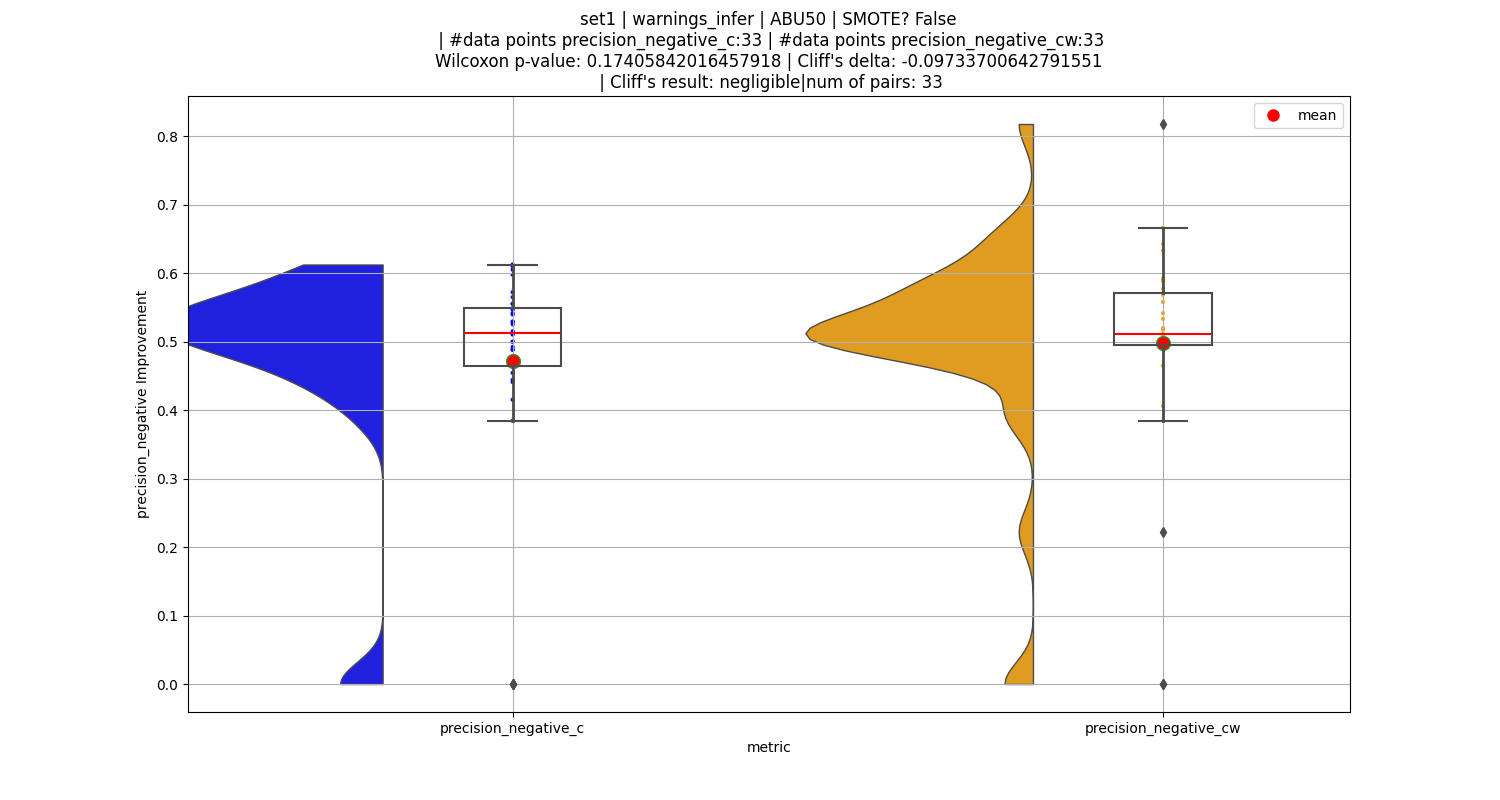 set1 | warnings_infer | ABU50 | SMOTE? False
| #data points precision_negative_c:33 | #data points precision_negative_cw:33
Wilcoxon p-value: 0.17405842016457918 | Cliff's delta: -0.09733700642791551
| Cliff's result: negligible|num of pairs: 33
mean
0.8
0.7
0.6
0.5
0.4
0.3
0.2
0.1
0.0
precision_negative Improvement
precision_negative_c
precision_negative_cw
metric